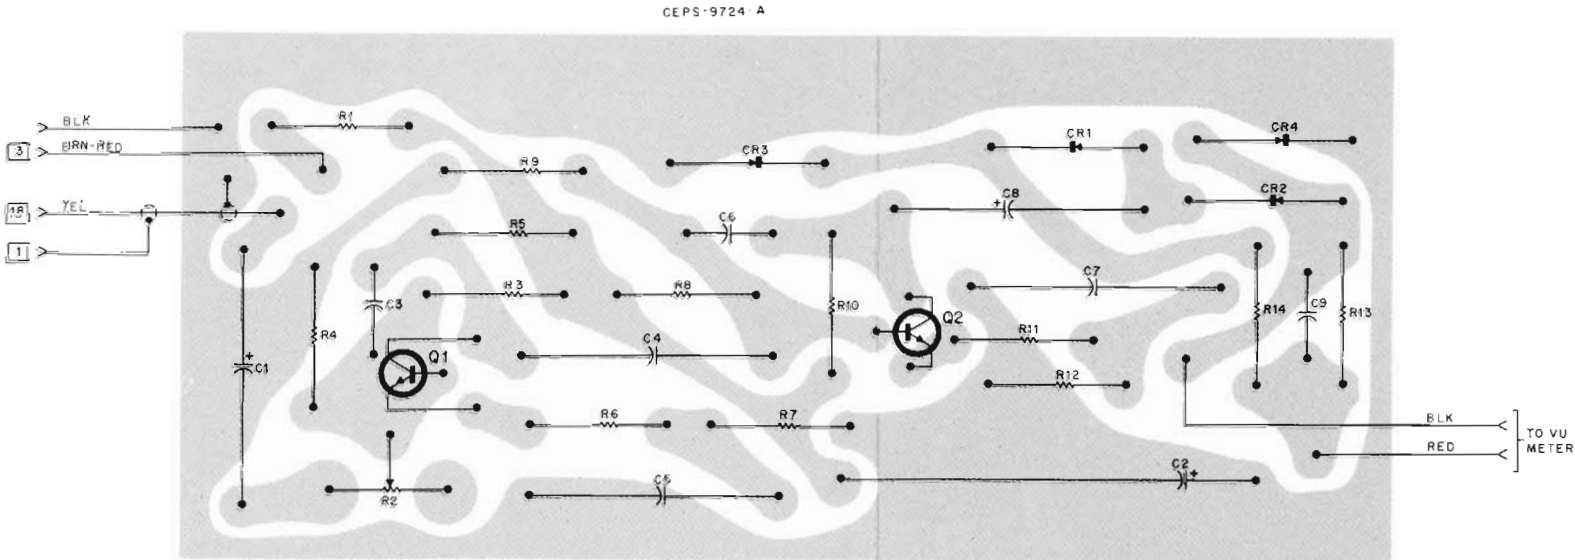 CEPS-9724-A
BLK
R1
3
BRN-RED
CR1
CR4
CR3
R9
18
YEL
C8
+
CR2
R5
C6
1
C7
R3
R8
C3
R10
R14
C9
R13
Q2
R4
R11
C4
+
C1
Q1
R12
R6
R7
BLK
RED
TO VU
METER
C2
+
C5
R2